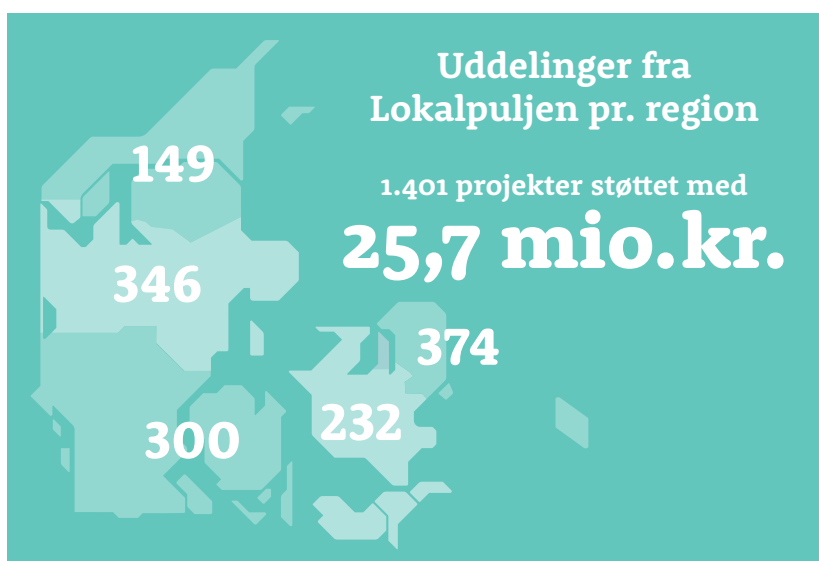 Uddelinger fra
Lokalpuljen pr. region
1.401 projekter støttet med
25,7 mio.kr.
149
346
374
300
232